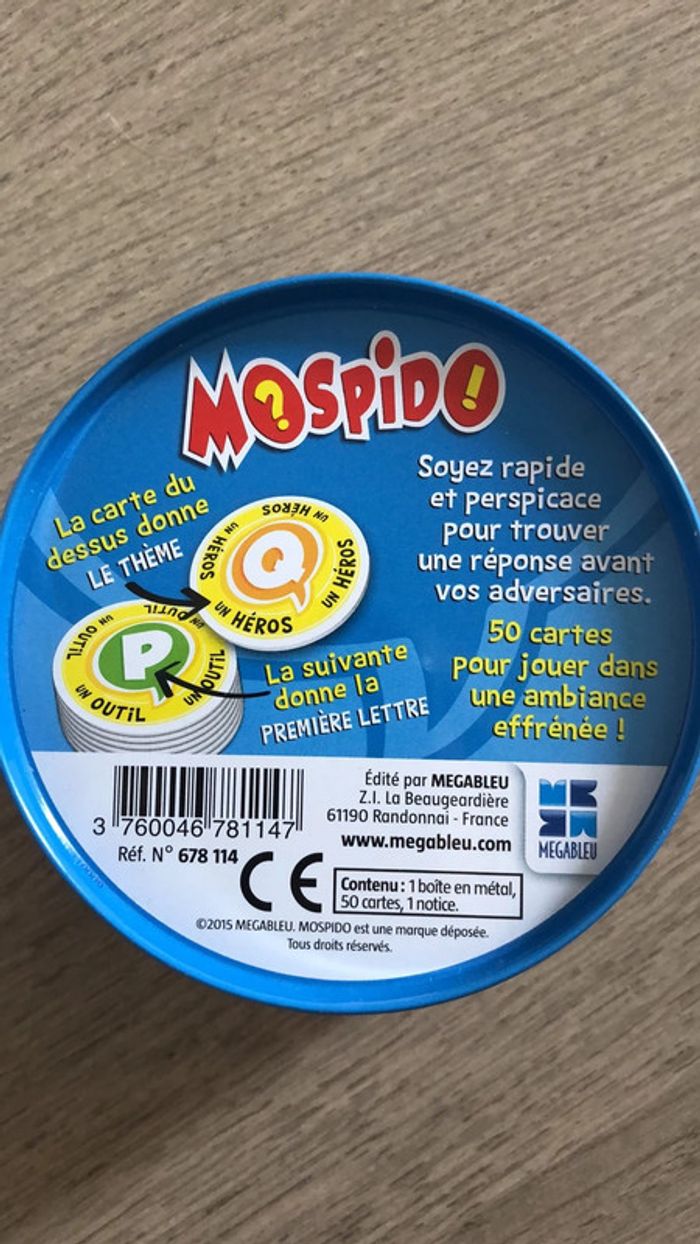 M?SPiD!
Soyez rapide
et perspicace
pour trouver
une réponse avant
vos adversaires.
50 cartes
pour jouer dans
une ambiance
effrénée !
La carte du
dessus donne
LE THÈME
UN HÉROS
UN HÉROS
UN HÉROS
UN HÉROS
Q
UN OUTIL
UN OUTIL
UN OUTIL
UN OUTIL
P
La suivante
donne la
PREMIÈRE LETTRE
3 760046 781147
Réf. N° 678 114
CE
Édité par MEGABLEU
Z.I. La Beaugeardière
61190 Randonnai - France
www.megableu.com
MEGABLEU
Contenu : 1 boîte en métal,
50 cartes, 1 notice.
©2015 MEGABLEU. MOSPIDO est une marque déposée.
Tous droits réservés.